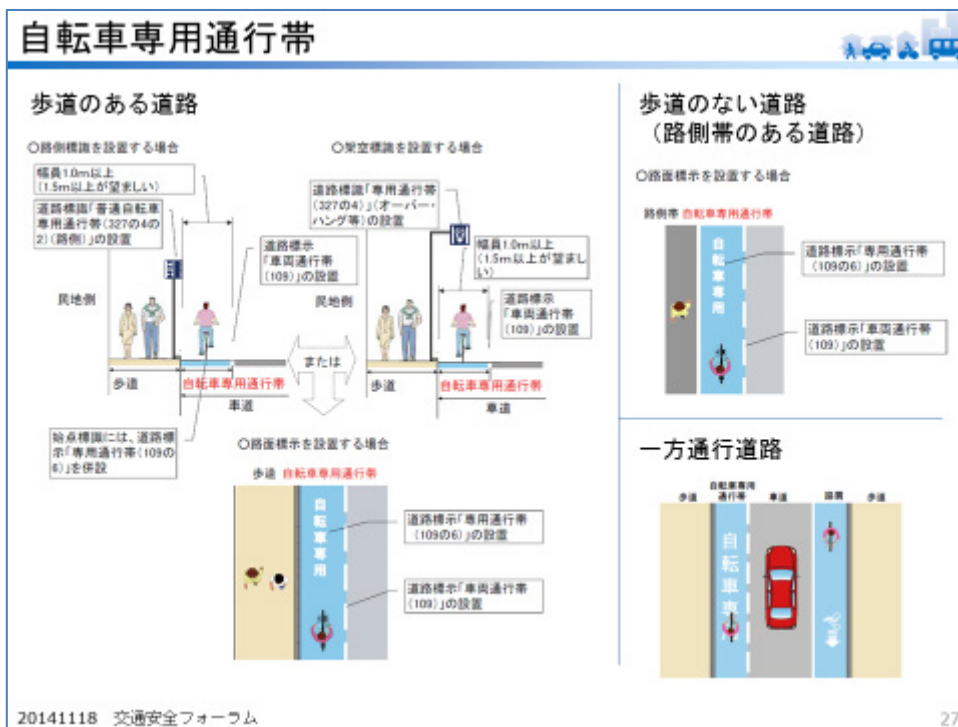 自転車専用通行帯
歩道のある道路
○路側標識を設置する場合
幅員1.0m以上
(1.5m以上が望ましい)
道路標識「普通自転車
専用通行帯(327の4の
2)(路側)」の設置
道路標示
「車両通行帯
(109)」の設置
民地側
歩道
自転車専用通行帯
車道
始点標識には、道路標
示「専用通行帯(109の
6)」を併設
または
○架空標識を設置する場合
道路標識「専用通行帯
(327の4)」(オーバー・
ハング等)の設置
幅員1.0m以上
(1.5m以上が望まし
い)
道路標示
「車両通行帯
(109)」の設置
民地側
歩道
自転車専用通行帯
車道
○路面標示を設置する場合
歩道 自転車専用通行帯
自転車専用
道路標示「専用通行帯
(109の6)」の設置
道路標示「車両通行帯
(109)」の設置
歩道のない道路
(路側帯のある道路)
○路面標示を設置する場合
路側帯 自転車専用通行帯
自転車専用
道路標示「専用通行帯
(109の6)」の設置
道路標示「車両通行帯
(109)」の設置
一方通行道路
歩道
自転車専用
通行帯
車道
路肩
歩道
自転車専用
20141118 交通安全フォーラム
27